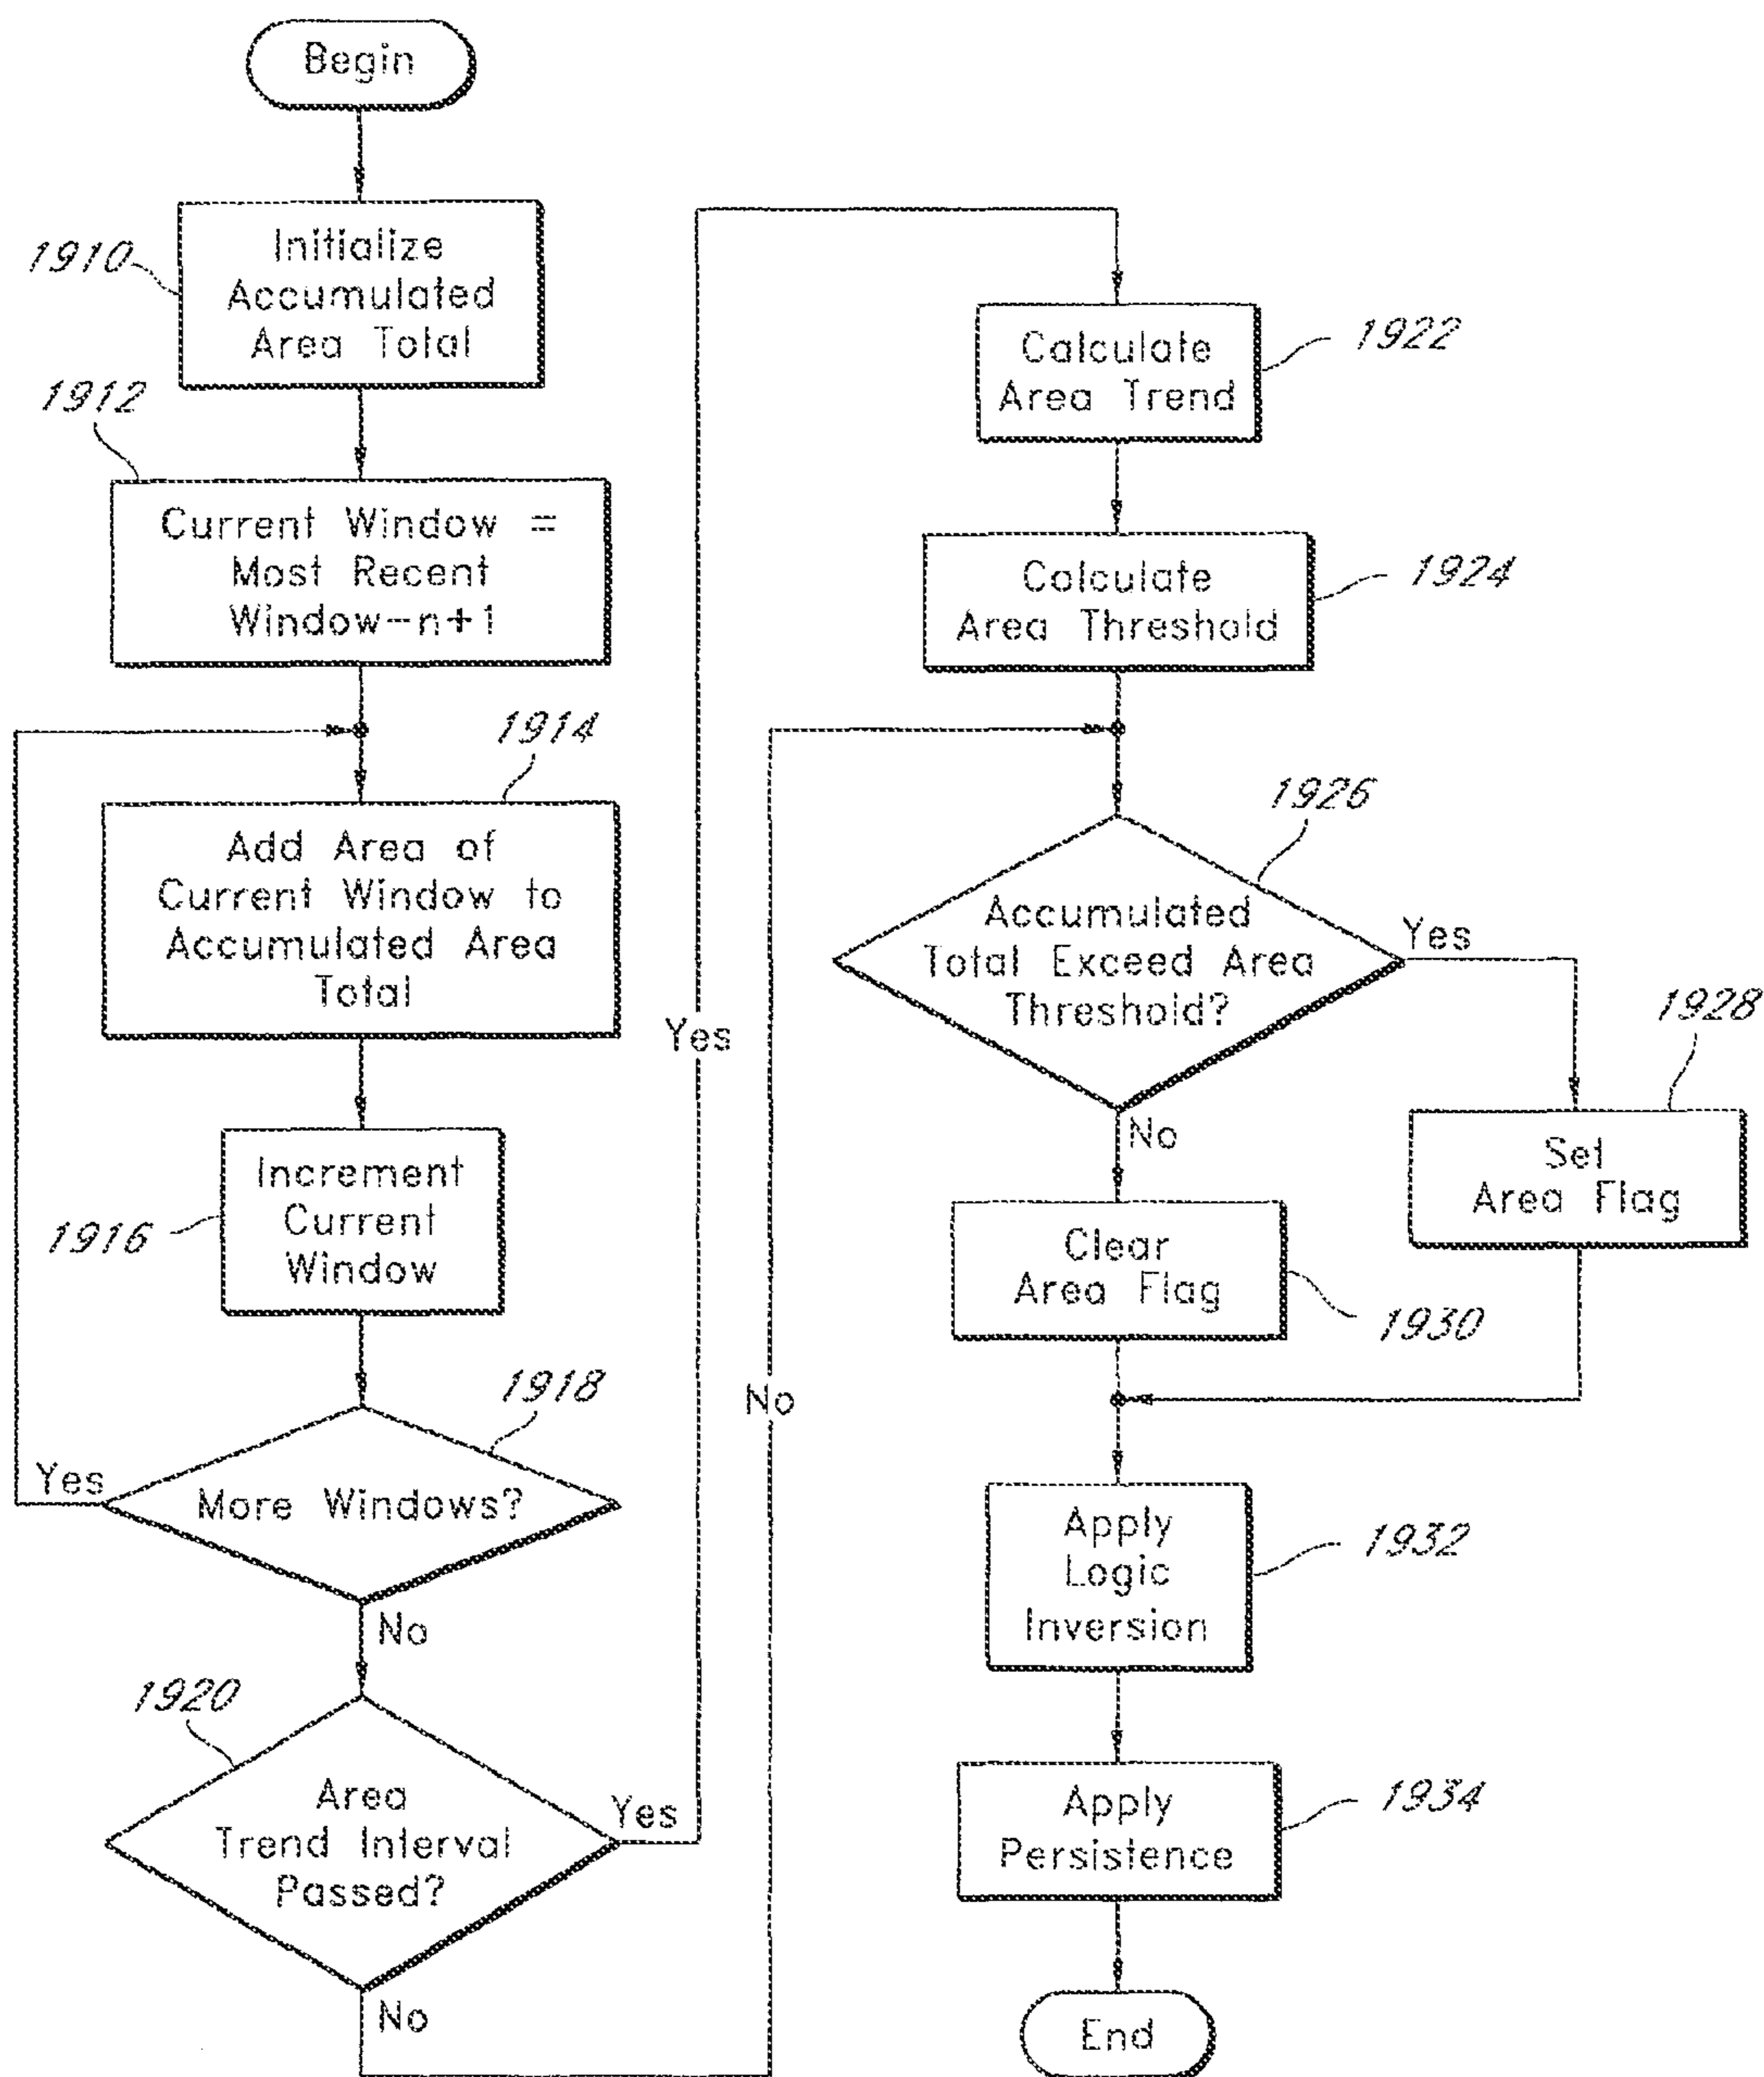 Begin
1910
Initialize
Accumulated
Area Total
1912
Current Window =
Most Recent
Window-n+1
1914
Add Area of
Current Window to
Accumulated Area
Total
1916
Increment
Current
Window
1918
More Windows?
Yes
No
1920
Area
Trend Interval
Passed?
Yes
No
Yes
No
1922
Calculate
Area Trend
1924
Calculate
Area Threshold
1926
Accumulated
Total Exceed Area
Threshold?
Yes
No
1928
Set
Area Flag
Clear
Area Flag
1930
Apply
Logic
Inversion
1932
Apply
Persistence
1934
End